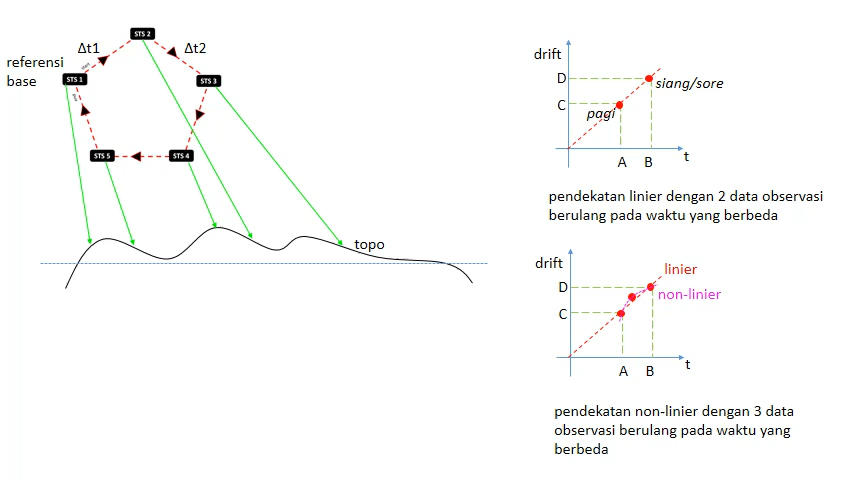 STS 2
Δt1
Δt2
referensi
base
STS 1
STS 3
start
STS 5
STS 4
topo
drift
D
siang/sore
C
pagi
A
B
t
pendekatan linier dengan 2 data observasi
berulang pada waktu yang berbeda
drift
linier
D
non-linier
C
A
B
t
pendekatan non-linier dengan 3 data
observasi berulang pada waktu yang
berbeda